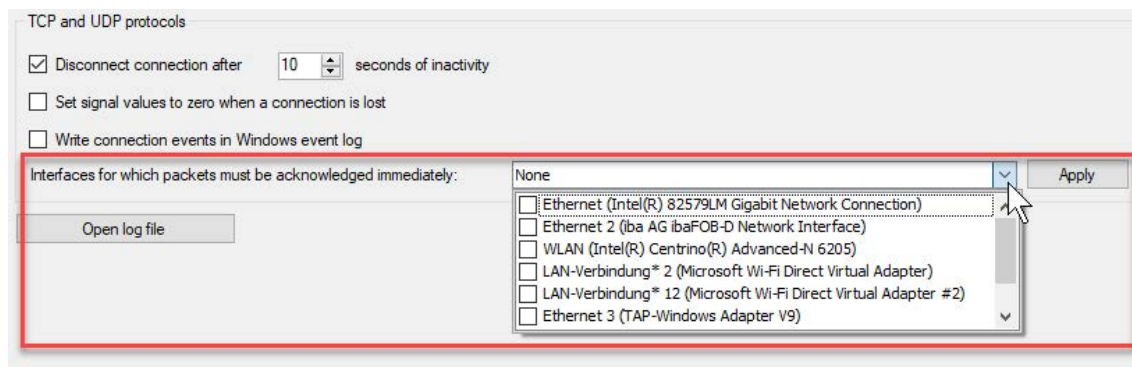 TCP and UDP protocols
Disconnect connection after 10 seconds of inactivity
Set signal values to zero when a connection is lost
Write connection events in Windows event log
Interfaces for which packets must be acknowledged immediately: None Apply
Ethernet (Intel(R) 82579LM Gigabit Network Connection)
Open log file
Ethernet 2 (iba AG ibaFOB-D Network Interface)
WLAN (Intel(R) Centrino(R) Advanced-N 6205)
LAN-Verbindung* 2 (Microsoft Wi-Fi Direct Virtual Adapter)
LAN-Verbindung* 12 (Microsoft Wi-Fi Direct Virtual Adapter #2)
Ethernet 3 (TAP-Windows Adapter V9)